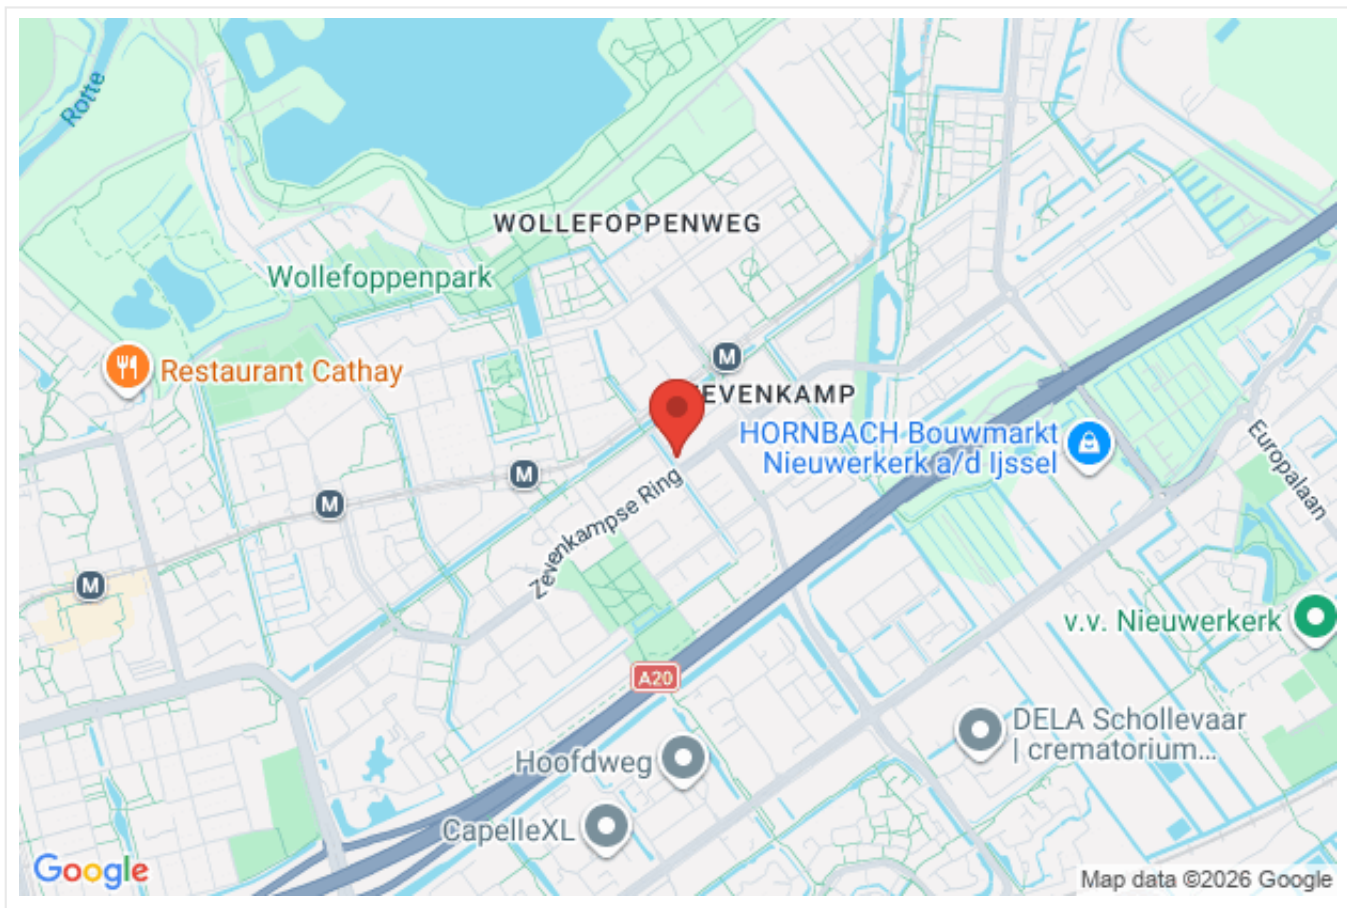 Rotte
WOLLEFOPPENWEG
Wollefoppenpark
M
Restaurant Cathay
EVENKAMP
HORNBACH Bouwmarkt
Nieuwerkerk a/d Ijssel
Europalaan
M
Zevenkampse Ring
M
M
v.v. Nieuwerkerk
A20
DELA Schollevaar
| crematorium...
Hoofdweg
CapelleXL
Google
Map data ©2026 Google